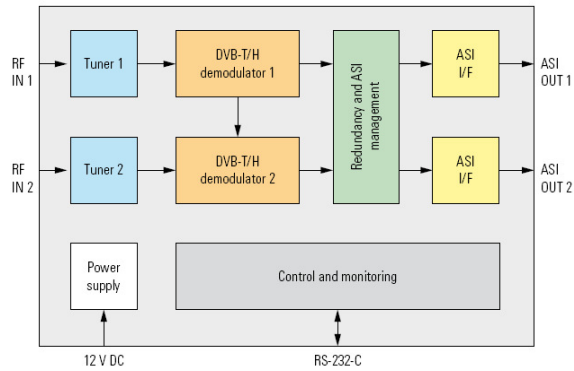 RF
IN 1
Tuner 1
DVB-T/H
demodulator 1
Redundancy and ASI
management
ASI
I/F
ASI
OUT 1
RF
IN 2
Tuner 2
DVB-T/H
demodulator 2
ASI
I/F
ASI
OUT 2
Power
supply
Control and monitoring
12 V DC
RS-232-C